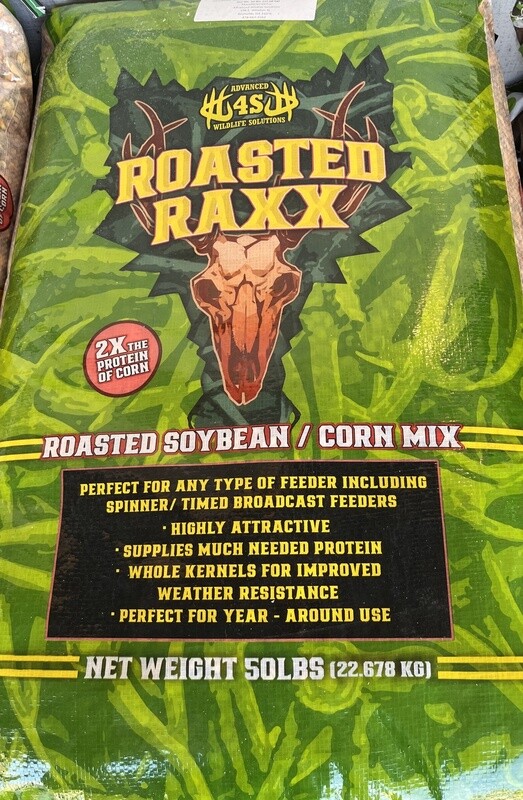 ADVANCED
4S
WILDLIFE SOLUTIONS
ROASTED
RAXX
2X THE
PROTEIN
OF CORN
ROASTED SOYBEAN / CORN MIX
PERFECT FOR ANY TYPE OF FEEDER INCLUDING
SPINNER/ TIMED BROADCAST FEEDERS
· HIGHLY ATTRACTIVE
· SUPPLIES MUCH NEEDED PROTEIN
· WHOLE KERNELS FOR IMPROVED
WEATHER RESISTANCE
· PERFECT FOR YEAR - AROUND USE
NET WEIGHT 50LBS (22.678 KG)
OF CORN